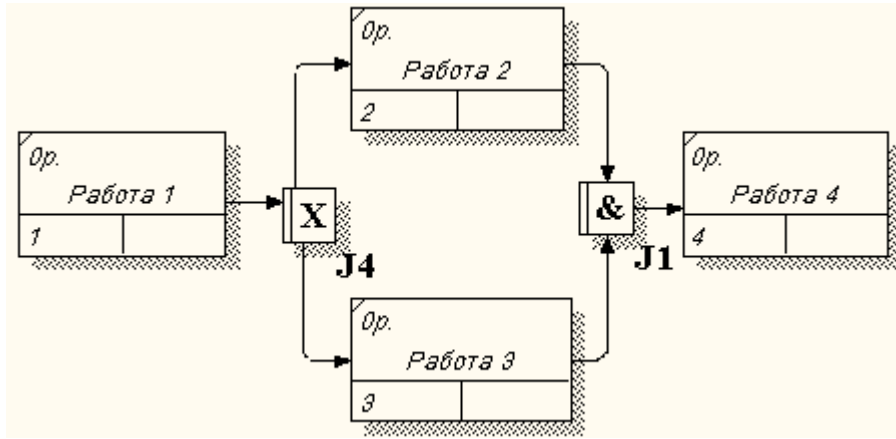 0р.
Работа 1
1
X
J4
0р.
Работа 2
2
0р.
Работа 3
3
&
J1
0р.
Работа 4
4